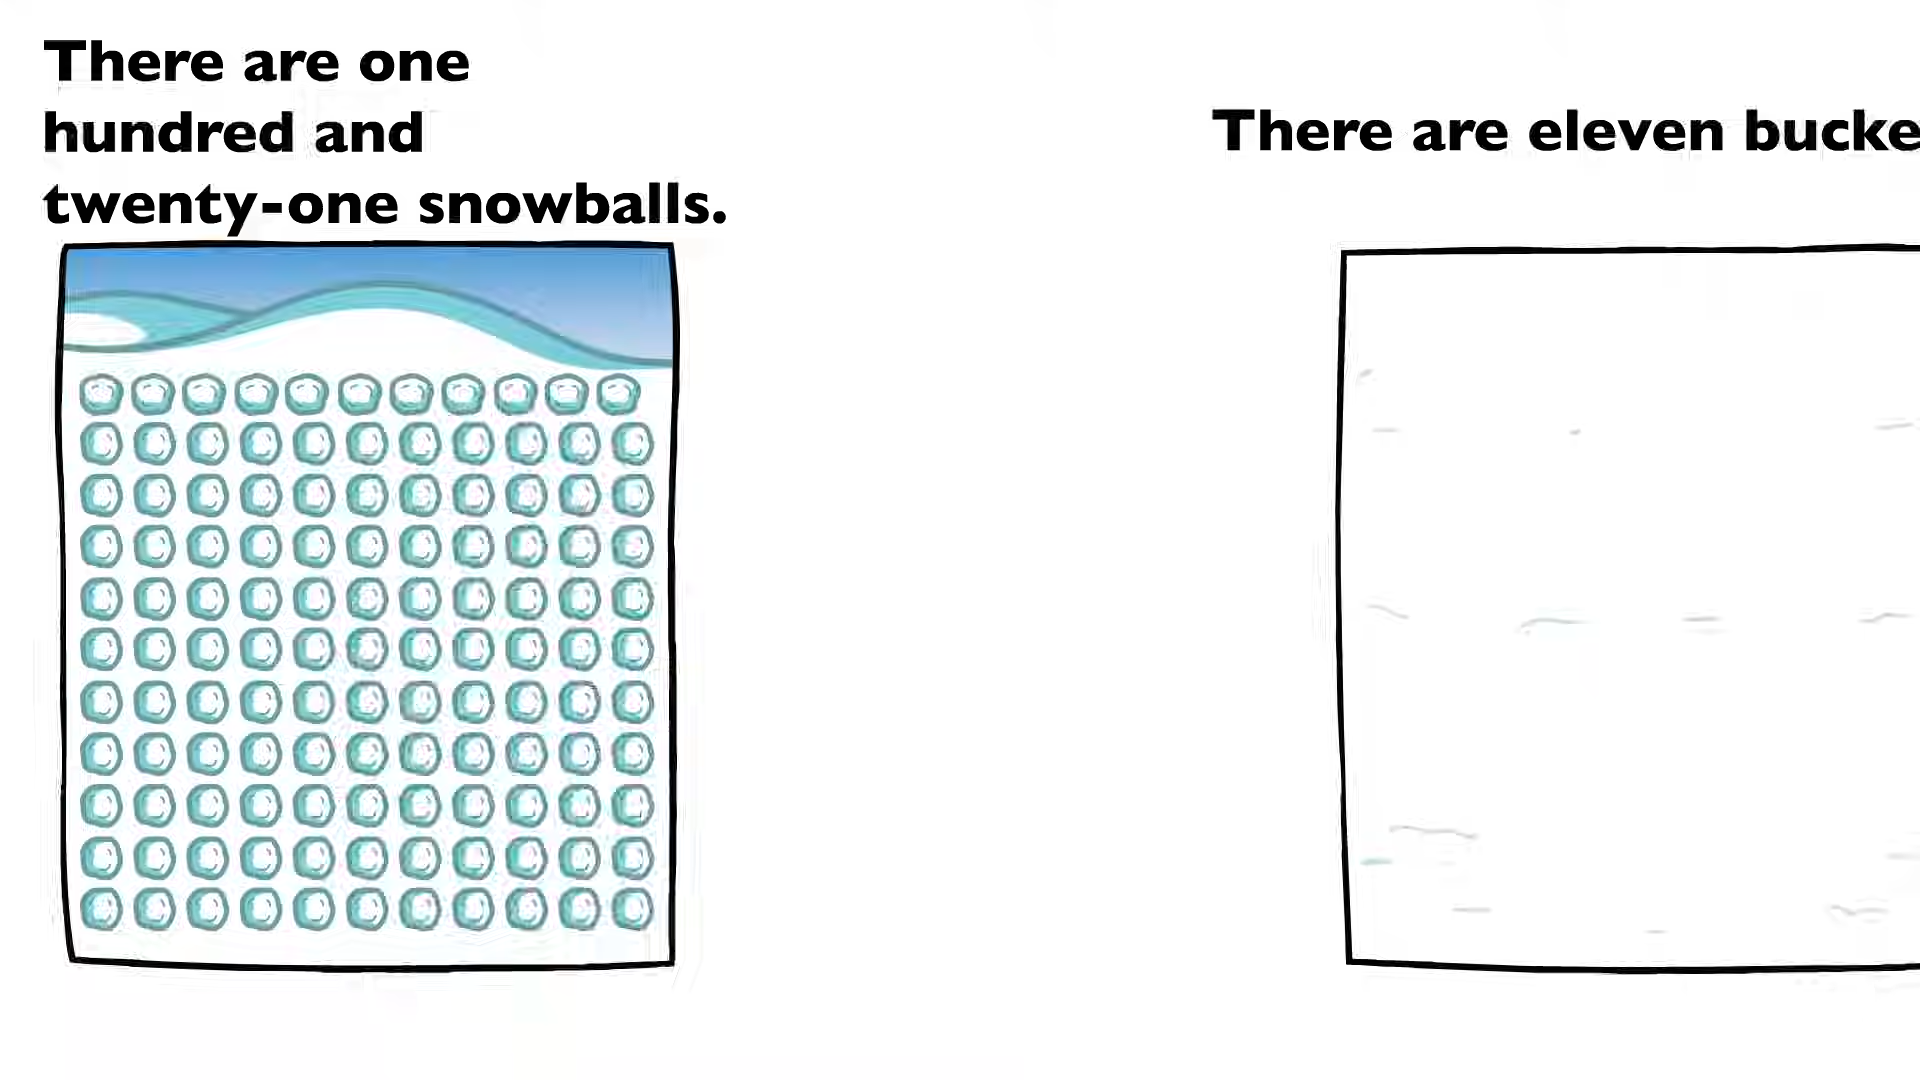 There are one
hundred and
twenty-one snowballs.
There are eleven bucke